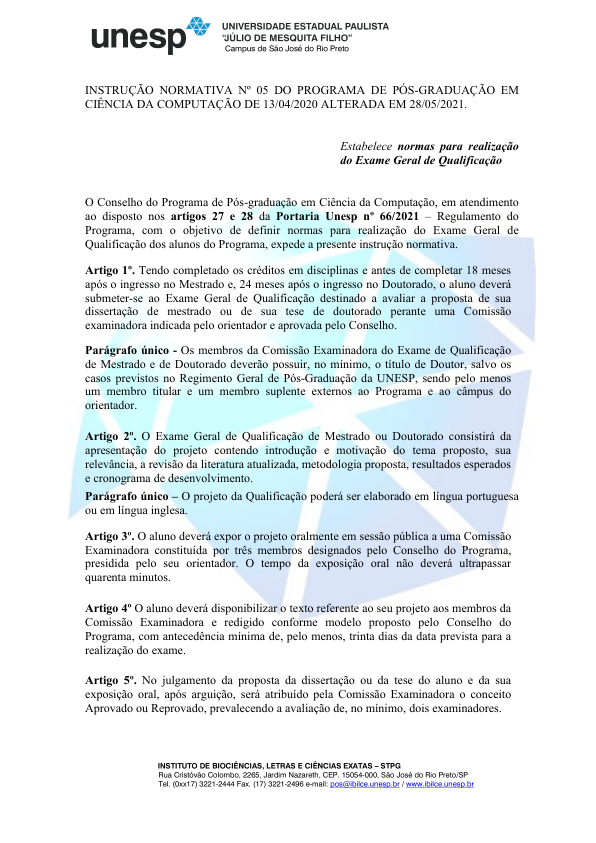 unesp
UNIVERSIDADE ESTADUAL PAULISTA
“JÚLIO DE MESQUITA FILHO”
Campus de São José do Rio Preto
INSTRUÇÃO NORMATIVA Nº 05 DO PROGRAMA DE PÓS-GRADUAÇÃO EM
CIÊNCIA DA COMPUTAÇÃO DE 13/04/2020 ALTERADA EM 28/05/2021.
Estabelece normas para realização
do Exame Geral de Qualificação
O Conselho do Programa de Pós-graduação em Ciência da Computação, em atendimento
ao disposto nos artigos 27 e 28 da Portaria Unesp nº 66/2021 – Regulamento do
Programa, com o objetivo de definir normas para realização do Exame Geral de
Qualificação dos alunos do Programa, expede a presente instrução normativa.
Artigo 1º. Tendo completado os créditos em disciplinas e antes de completar 18 meses
após o ingresso no Mestrado e, 24 meses após o ingresso no Doutorado, o aluno deverá
submeter-se ao Exame Geral de Qualificação destinado a avaliar a proposta de sua
dissertação de mestrado ou de sua tese de doutorado perante uma Comissão
examinadora indicada pelo orientador e aprovada pelo Conselho.
Parágrafo único - Os membros da Comissão Examinadora do Exame de Qualificação
de Mestrado e de Doutorado deverão possuir, no mínimo, o título de Doutor, salvo os
casos previstos no Regimento Geral de Pós-Graduação da UNESP, sendo pelo menos
um membro titular e um membro suplente externos ao Programa e ao câmpus do
orientador.
Artigo 2º. O Exame Geral de Qualificação de Mestrado ou Doutorado consistirá da
apresentação do projeto contendo introdução e motivação do tema proposto, sua
relevância, a revisão da literatura atualizada, metodologia proposta, resultados esperados
e cronograma de desenvolvimento.
Parágrafo único – O projeto da Qualificação poderá ser elaborado em língua portuguesa
ou em língua inglesa.
Artigo 3º. O aluno deverá expor o projeto oralmente em sessão pública a uma Comissão
Examinadora constituída por três membros designados pelo Conselho do Programa,
presidida pelo seu orientador. O tempo da exposição oral não deverá ultrapassar
quarenta minutos.
Artigo 4º O aluno deverá disponibilizar o texto referente ao seu projeto aos membros da
Comissão Examinadora e redigido conforme modelo proposto pelo Conselho do
Programa, com antecedência mínima de, pelo menos, trinta dias da data prevista para a
realização do exame.
Artigo 5º. No julgamento da proposta da dissertação ou da tese do aluno e da sua
exposição oral, após arguição, será atribuído pela Comissão Examinadora o conceito
Aprovado ou Reprovado, prevalecendo a avaliação de, no mínimo, dois examinadores.
INSTITUTO DE BIOCIÊNCIAS, LETRAS E CIÊNCIAS EXATAS – STPG
Rua Cristóvão Colombo, 2265, Jardim Nazareth, CEP. 15054-000, São José do Rio Preto/SP
Tel. (0xx17) 3221-2444 Fax. (17) 3221-2496 e-mail: pos@ibilce.unesp.br / www.ibilce.unesp.br